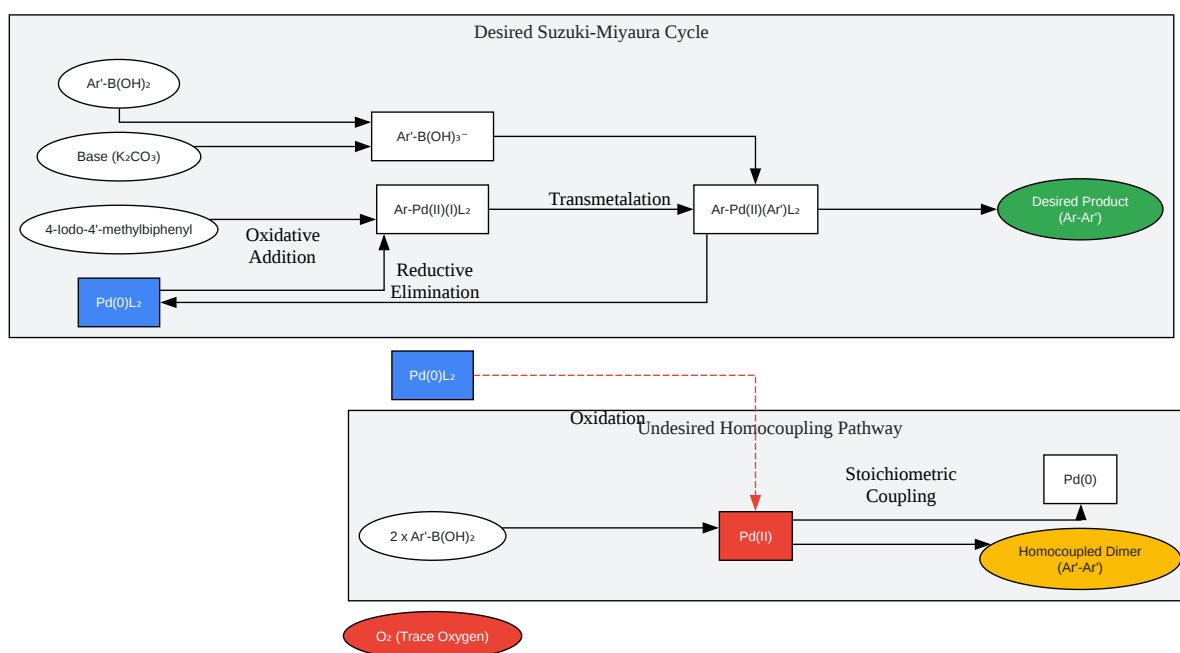 Desired Suzuki-Miyaura Cycle
Ar'-B(OH)₂
Ar'-B(OH)₃⁻
Base (K₂CO₃)
Transmetalation
Ar-Pd(II)(I)L₂
Ar-Pd(II)(Ar')L₂
Desired Product
(Ar-Ar')
4-Iodo-4'-methylbiphenyl
Oxidative
Addition
Reductive
Elimination
Pd(0)L₂
Pd(0)L₂
Oxidation
Undesired Homocoupling Pathway
Stoichiometric
Coupling
Pd(0)
2 x Ar'-B(OH)₂
Pd(II)
Homocoupled Dimer
(Ar'-Ar')
O₂ (Trace Oxygen)